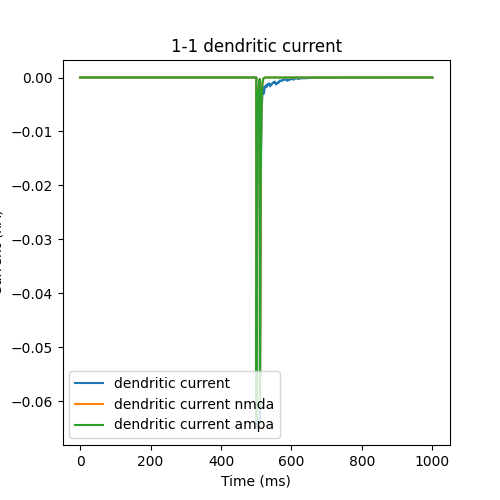 1-1 dendritic current
0.00
−0.01
−0.02
−0.03
−0.04
−0.05
−0.06
dendritic current
dendritic current nmda
dendritic current ampa
0 200 400 600 800 1000
Time (ms)